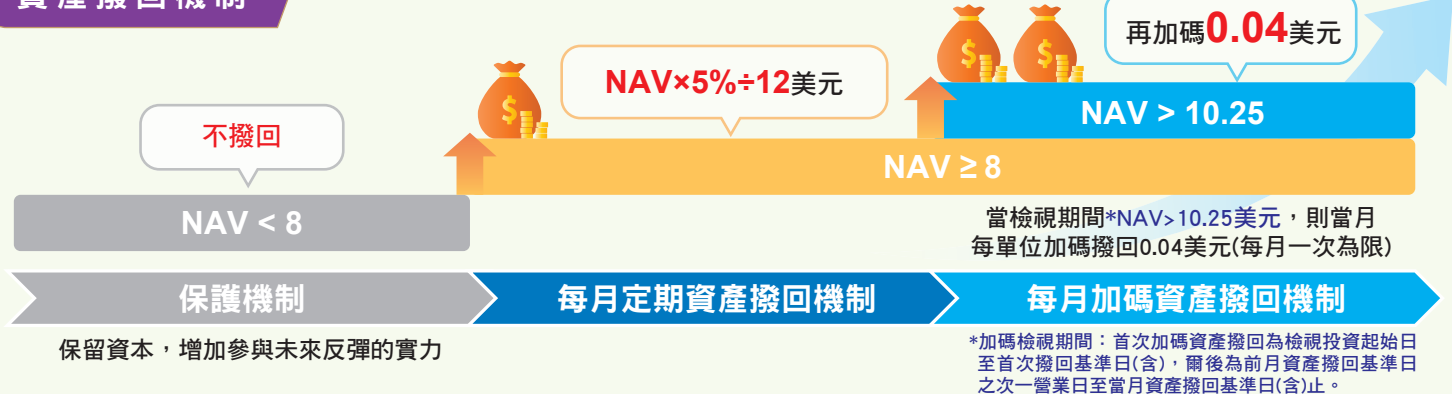 資產撥回機制
再加碼0.04美元
NAV×5%÷12美元
不撥回
NAV > 10.25
NAV ≥ 8
NAV < 8
當檢視期間*NAV>10.25美元，則當月
每單位加碼撥回0.04美元(每月一次為限)
保護機制
每月定期資產撥回機制
每月加碼資產撥回機制
保留資本，增加參與未來反彈的實力
*加碼檢視期間：首次加碼資產撥回為檢視投資起始日
至首次撥回基準日(含)，爾後為前月資產撥回基準日
之次一營業日至當月資產撥回基準日(含)止。